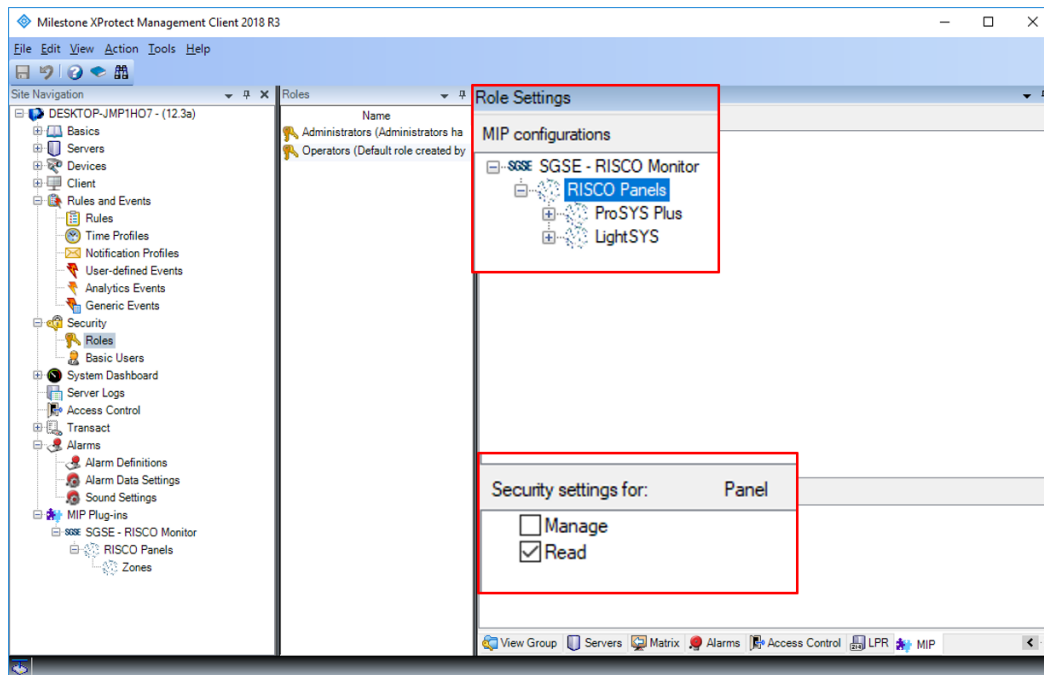 Milestone XProtect Management Client 2018 R3
File Edit View Action Tools Help
Site Navigation
DESKTOP-JMP1HO7 - (12.3a)
Basics
Servers
Devices
Client
Rules and Events
Rules
Time Profiles
Notification Profiles
User-defined Events
Analytics Events
Generic Events
Security
Roles
Basic Users
System Dashboard
Server Logs
Access Control
Transact
Alarms
Alarm Definitions
Alarm Data Settings
Sound Settings
MIP Plug-ins
SGSE SGSE - RISCO Monitor
RISCO Panels
Zones
Roles
Name
Administrators (Administrators ha
Operators (Default role created by
Role Settings
MIP configurations
SGSE SGSE - RISCO Monitor
RISCO Panels
ProSYS Plus
LightSYS
Security settings for: Panel
Manage
Read
View Group Servers Matrix Alarms Access Control LPR MIP